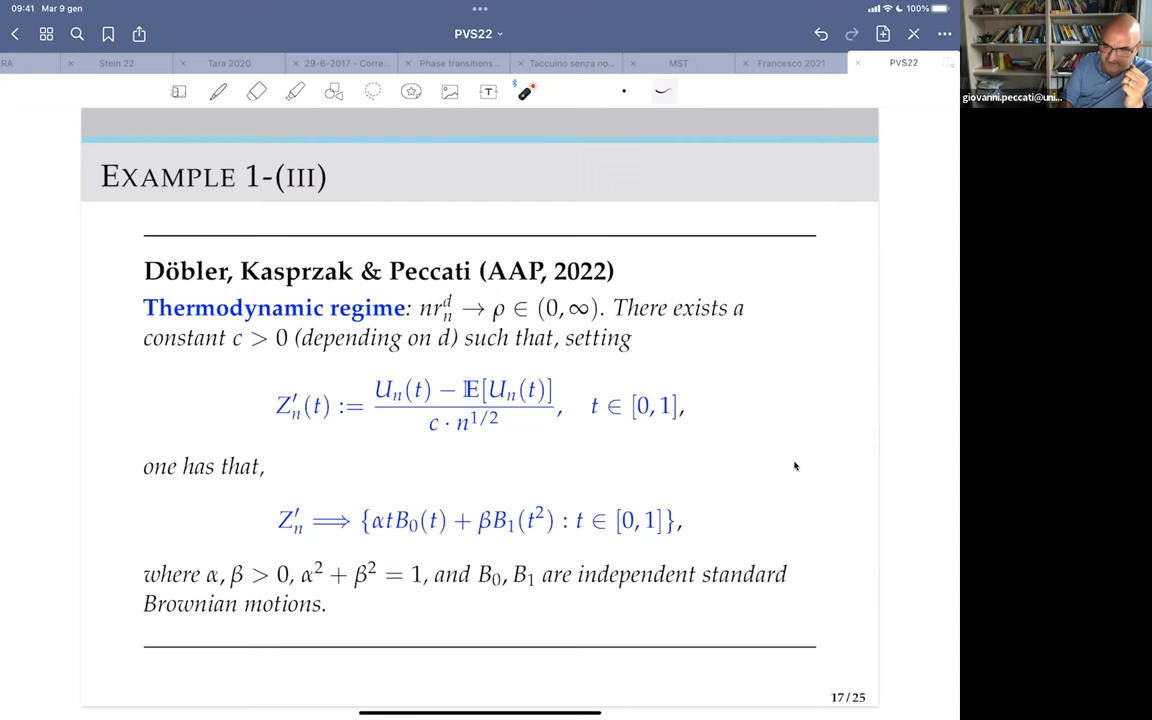 09:41 Mar 9 gen
100%
PVS22
RA
Stein 22
Tara 2020
29-6-2017 - Corre...
Phase transitions...
Taccuino senza no...
MST
Francesco 2021
PVS22
giovanni.peccati@uni...
EXAMPLE 1-(III)
Döbler, Kasprzak & Peccati (AAP, 2022)
Thermodynamic regime: nr_n^d → ρ ∈ (0, ∞). There exists a
constant c > 0 (depending on d) such that, setting
Z′_n(t) := (U_n(t) − 𝔼[U_n(t)]) / (c · n^{1/2}), t ∈ [0, 1],
one has that,
Z′_n ⟹ {αtB_0(t) + βB_1(t^2) : t ∈ [0, 1]},
where α, β > 0, α^2 + β^2 = 1, and B_0, B_1 are independent standard
Brownian motions.
17/25